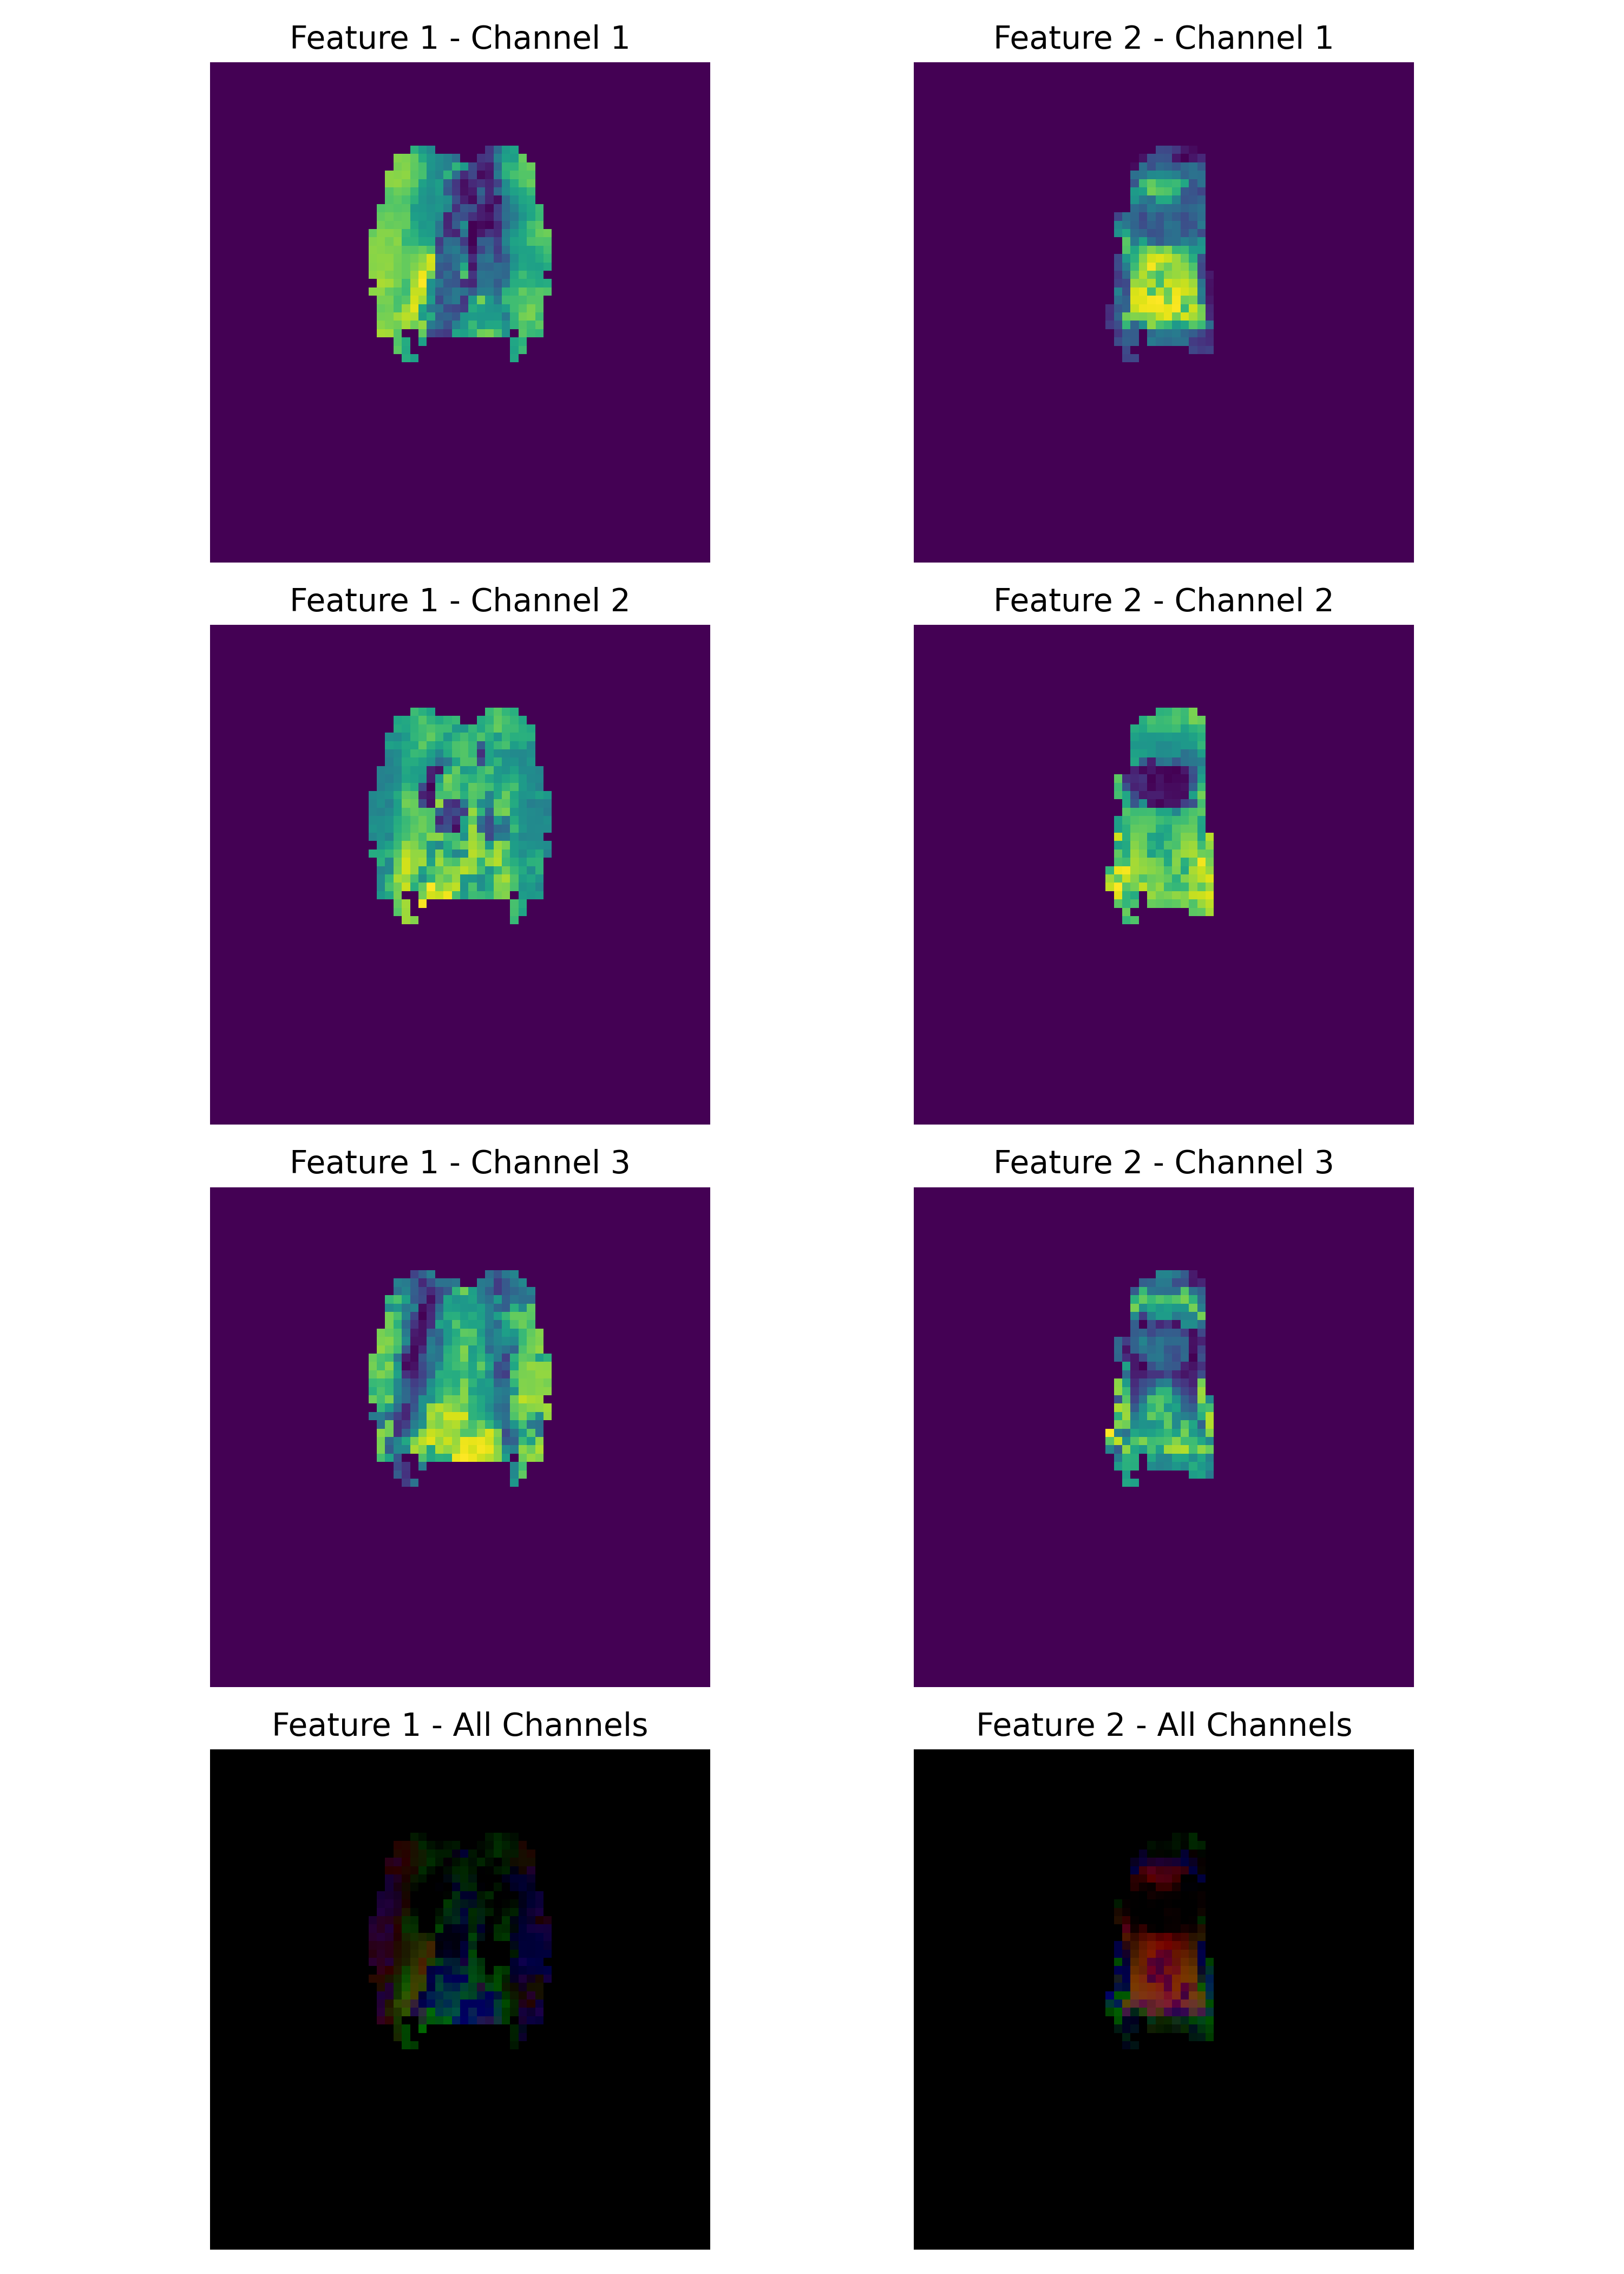 Feature 1 - Channel 1
Feature 2 - Channel 1
Feature 1 - Channel 2
Feature 2 - Channel 2
Feature 1 - Channel 3
Feature 2 - Channel 3
Feature 1 - All Channels
Feature 2 - All Channels